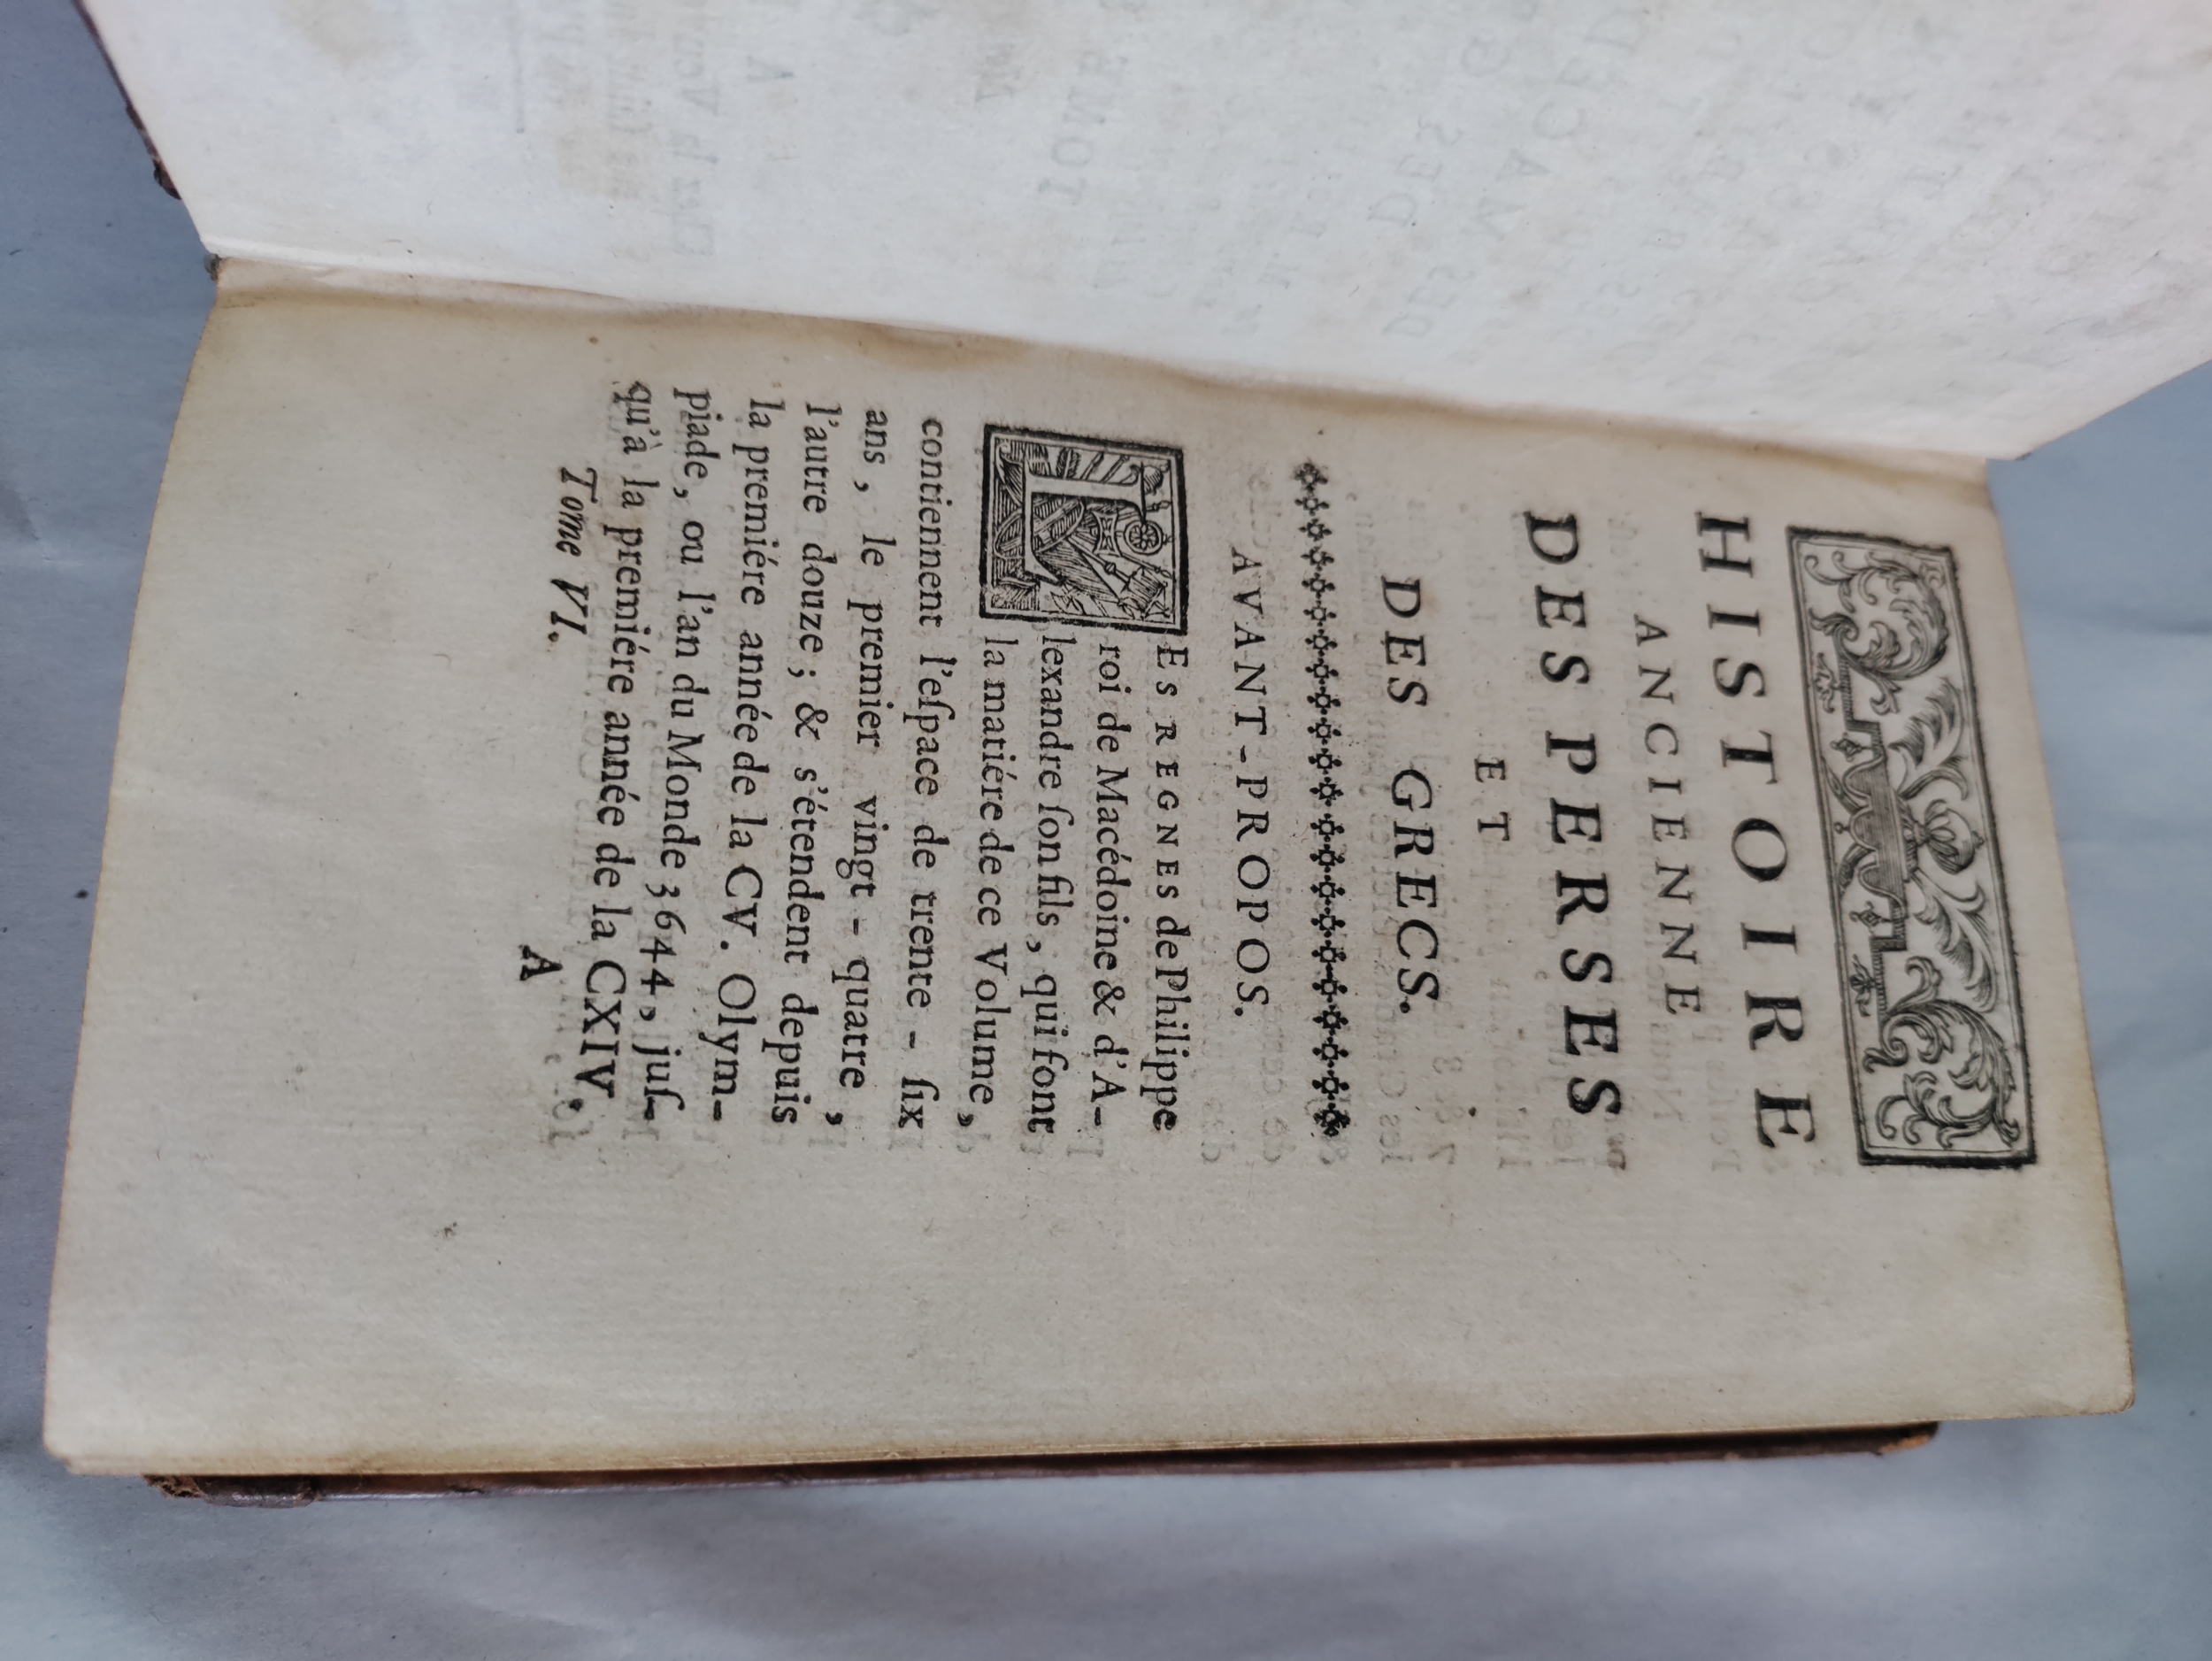 HISTOIRE
ANCIENNE
DES PERSES
ET
DES GRECS.
AVANT-PROPOS.
LES REGNES de Philippe
roi de Macédoine & d'A-
lexandre ſon fils, qui ſont
la matiére de ce Volume,
contiennent l'eſpace de trente-ſix
ans, le premier vingt-quatre,
l'autre douze; & s'étendent depuis
la premiére année de la CV. Olym-
piade, ou l'an du Monde 3644, juſ-
qu'à la premiére année de la CXIV.
Tome VI. A